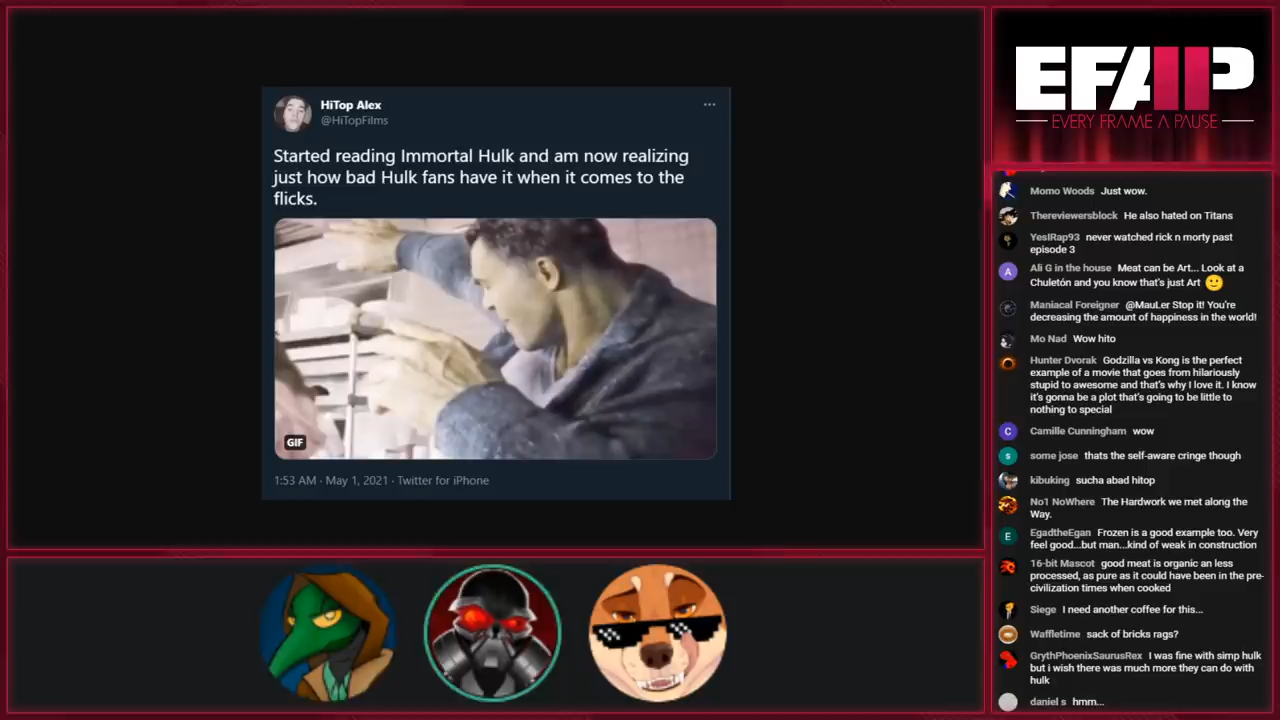 HiTop Alex
@HiTopFilms
Started reading Immortal Hulk and am now realizing
just how bad Hulk fans have it when it comes to the
flicks.
GIF
1:53 AM · May 1, 2021 · Twitter for iPhone
EFAP
EVERY FRAME A PAUSE
Momo Woods Just wow.
Thereviewersblock He also hated on Titans
YesIRap93 never watched rick n morty past
episode 3
A
Ali G in the house Meat can be Art... Look at a
Chuletón and you know that's just Art 🙂
Maniacal Foreigner @MauLer Stop it! You're
decreasing the amount of happiness in the world!
Mo Nad Wow hito
Hunter Dvorak Godzilla vs Kong is the perfect
example of a movie that goes from hilariously
stupid to awesome and that's why I love it. I know
it's gonna be a plot that's going to be little to
nothing to special
C
Camille Cunningham wow
s
some jose thats the self-aware cringe though
kibuking sucha abad hitop
No1 NoWhere The Hardwork we met along the
Way.
E
EgadtheEgan Frozen is a good example too. Very
feel good...but man...kind of weak in construction
16-bit Mascot good meat is organic an less
processed, as pure as it could have been in the pre-
civilization times when cooked
Siege I need another coffee for this...
Waffletime sack of bricks rags?
GrythPhoenixSaurusRex I was fine with simp hulk
but i wish there was much more they can do with
hulk
daniel s hmm...